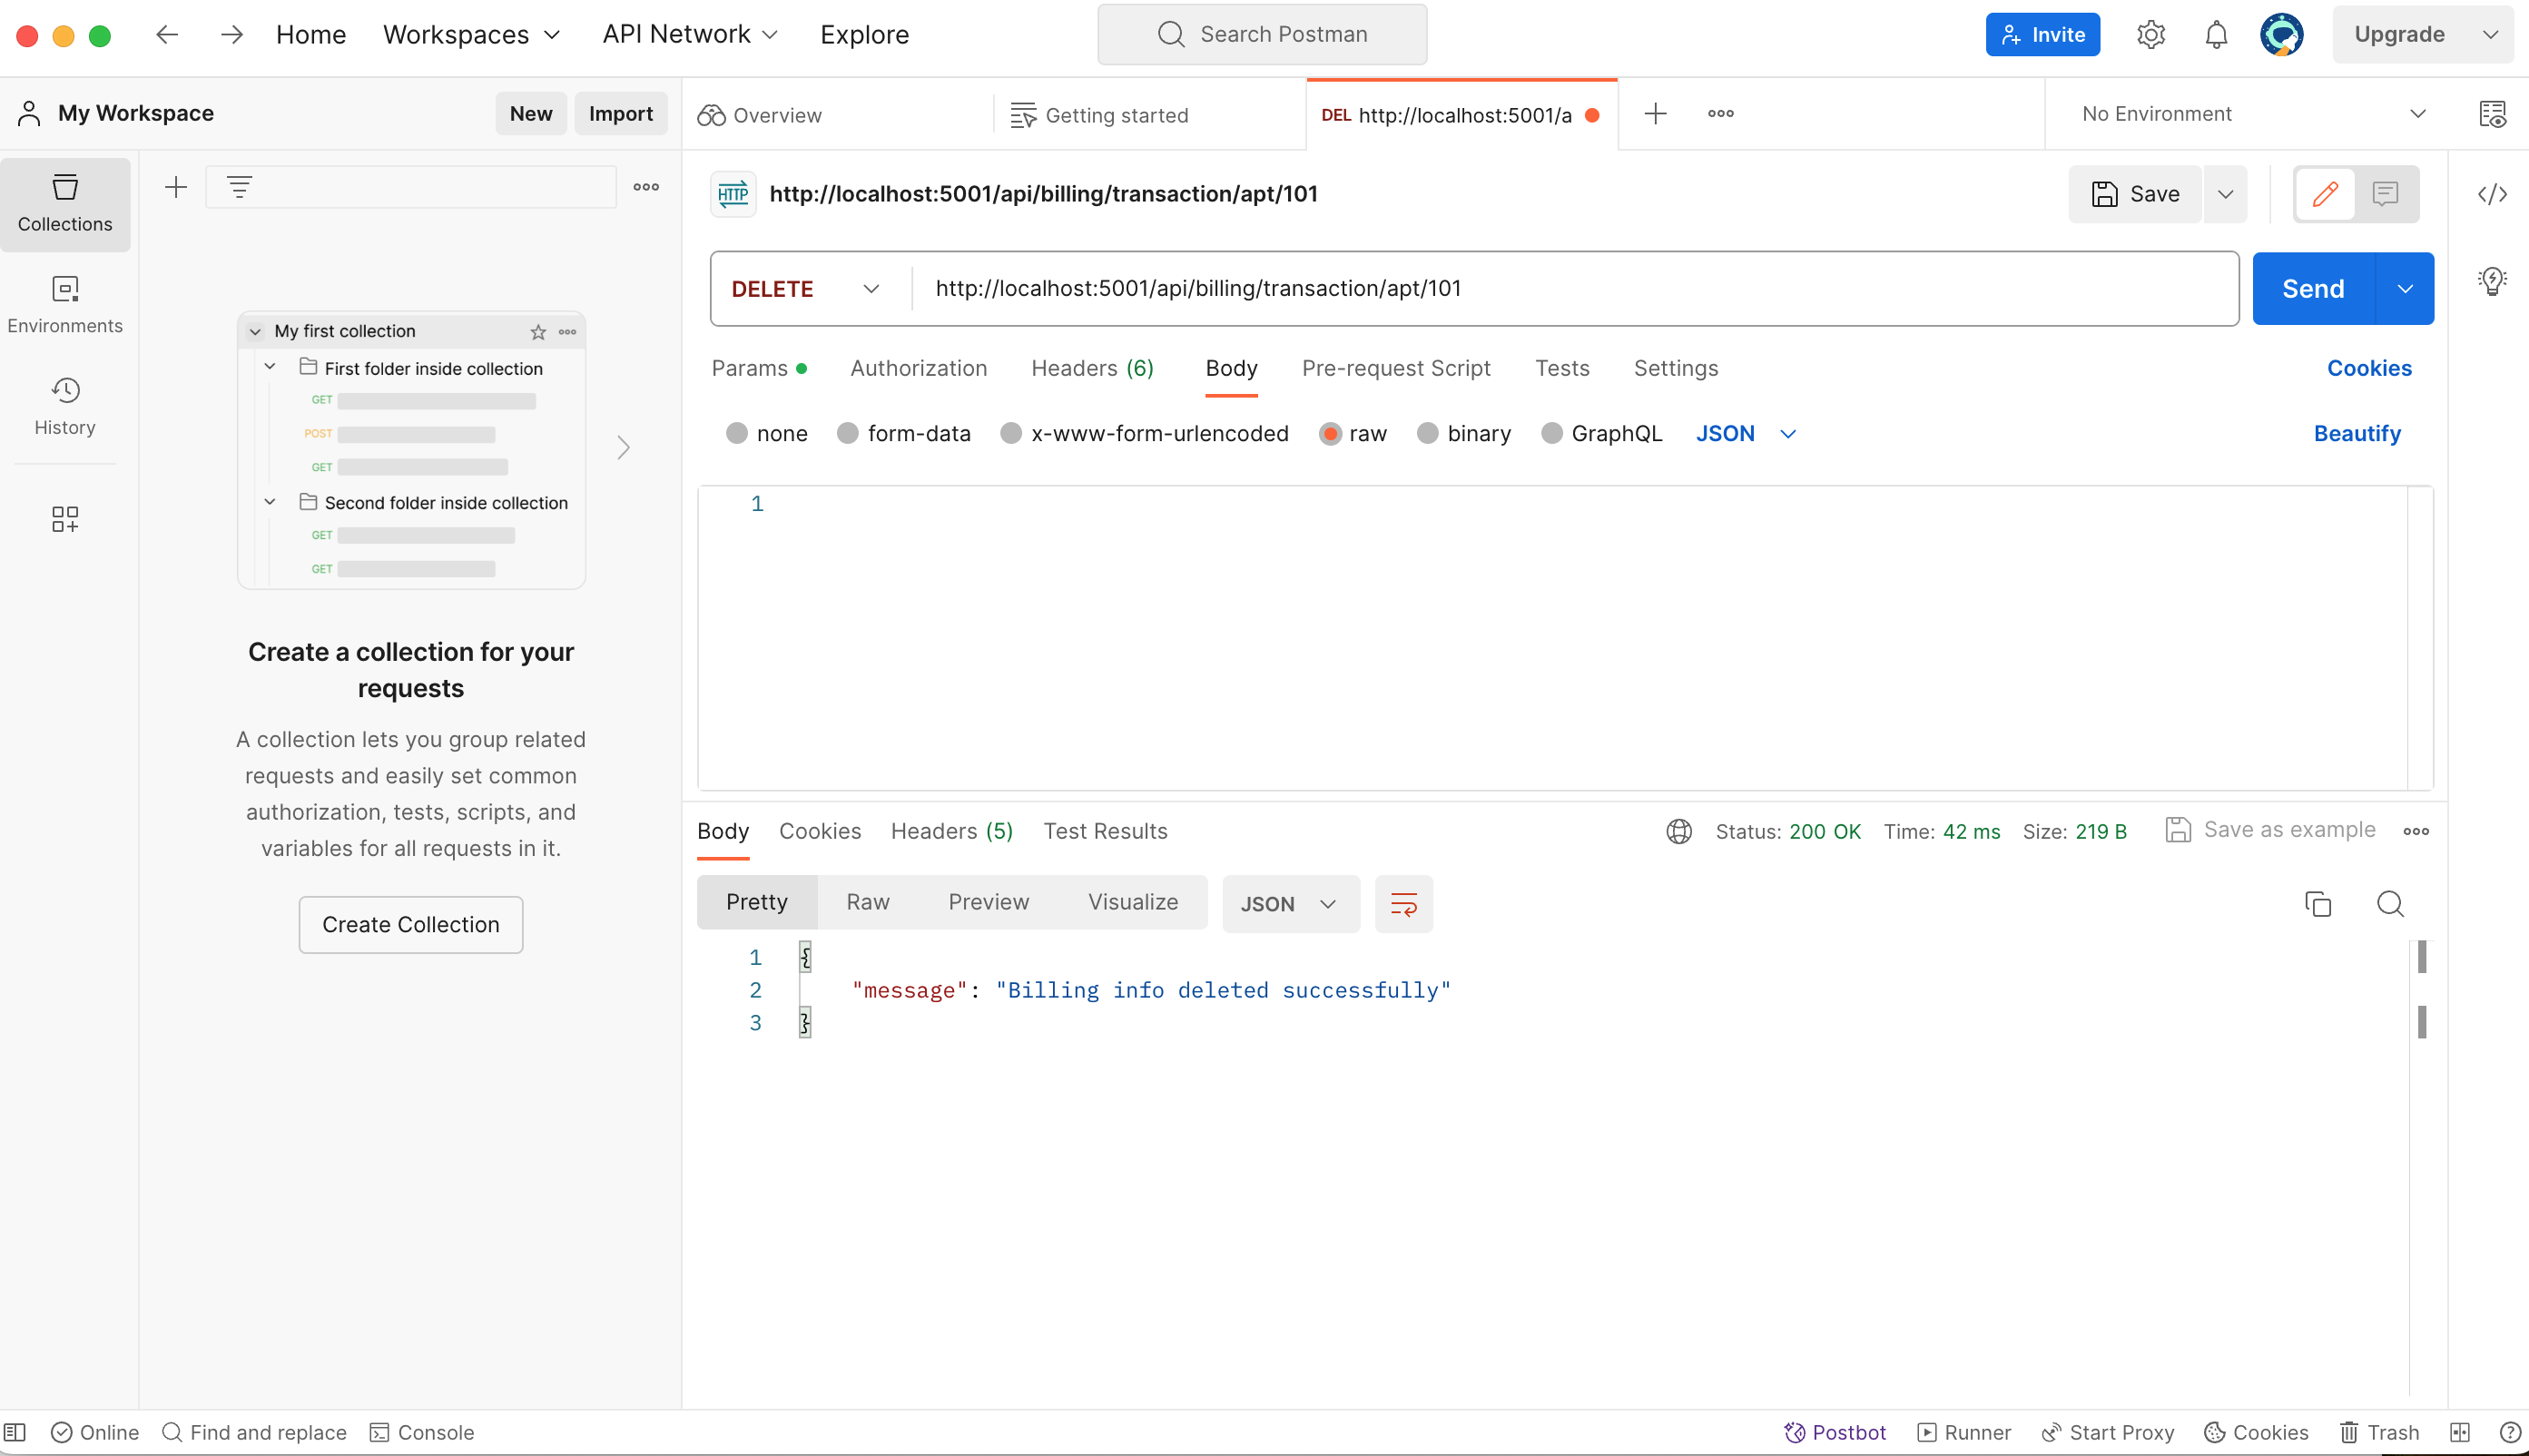 Home
Workspaces
API Network
Explore
Search Postman
Invite
Upgrade
My Workspace
New
Import
Overview
Getting started
DEL http://localhost:5001/a
No Environment
Collections
Environments
History
My first collection
First folder inside collection
GET
POST
GET
Second folder inside collection
GET
GET
Create a collection for your
requests
A collection lets you group related
requests and easily set common
authorization, tests, scripts, and
variables for all requests in it.
Create Collection
HTTP
http://localhost:5001/api/billing/transaction/apt/101
Save
DELETE
http://localhost:5001/api/billing/transaction/apt/101
Send
Params
Authorization
Headers (6)
Body
Pre-request Script
Tests
Settings
Cookies
none
form-data
x-www-form-urlencoded
raw
binary
GraphQL
JSON
Beautify
1
Body
Cookies
Headers (5)
Test Results
Status: 200 OK
Time: 42 ms
Size: 219 B
Save as example
Pretty
Raw
Preview
Visualize
JSON
1 {
2 "message": "Billing info deleted successfully"
3 }
Online
Find and replace
Console
Postbot
Runner
Start Proxy
Cookies
Trash